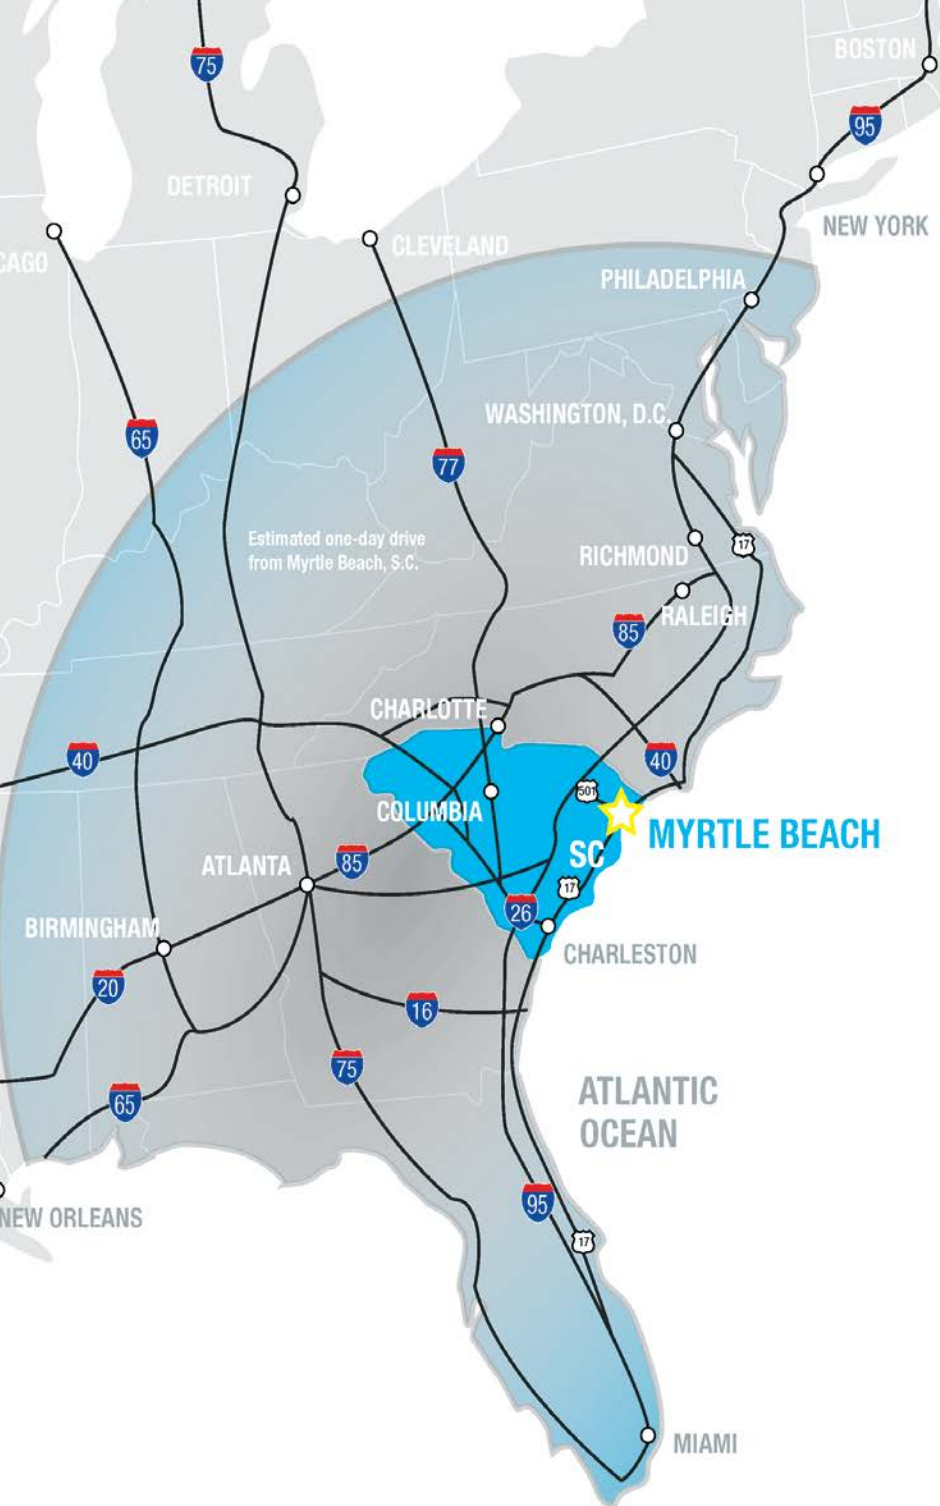 75
BOSTON
95
DETROIT
NEW YORK
CLEVELAND
CAGO
PHILADELPHIA
WASHINGTON, D.C.
65
77
Estimated one-day drive
from Myrtle Beach, S.C.
17
RICHMOND
RALEIGH
85
CHARLOTTE
40
40
501
COLUMBIA
MYRTLE BEACH
SC
ATLANTA
85
17
26
BIRMINGHAM
CHARLESTON
20
16
75
65
ATLANTIC
OCEAN
95
NEW ORLEANS
17
MIAMI